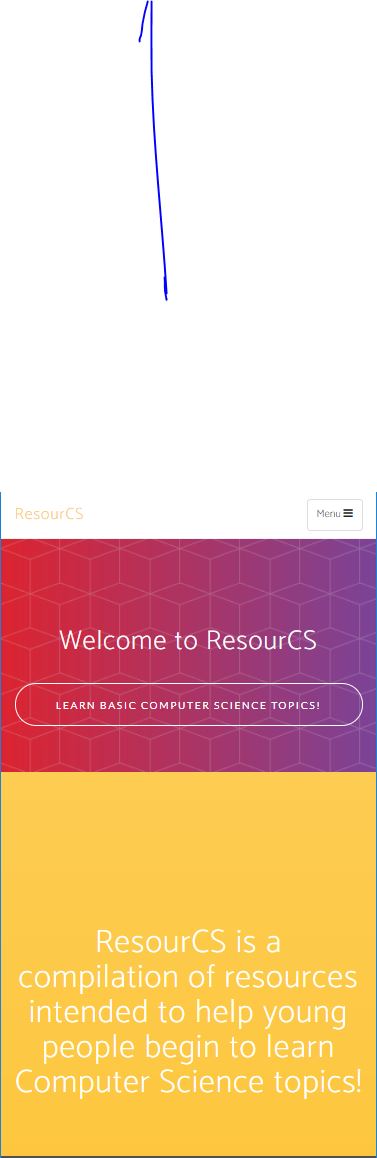 ResourCS
Menu
Welcome to ResourCS
LEARN BASIC COMPUTER SCIENCE TOPICS!
ResourCS is a
compilation of resources
intended to help young
people begin to learn
Computer Science topics!